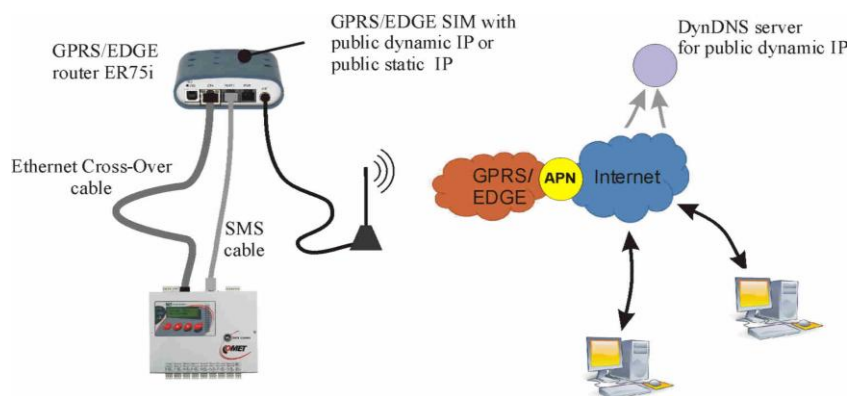 GPRS/EDGE
router ER75i
GPRS/EDGE SIM with
public dynamic IP or
public static IP
DynDNS server
for public dynamic IP
Ethernet Cross-Over
cable
SMS
cable
GPRS/
EDGE
APN
Internet
COMET